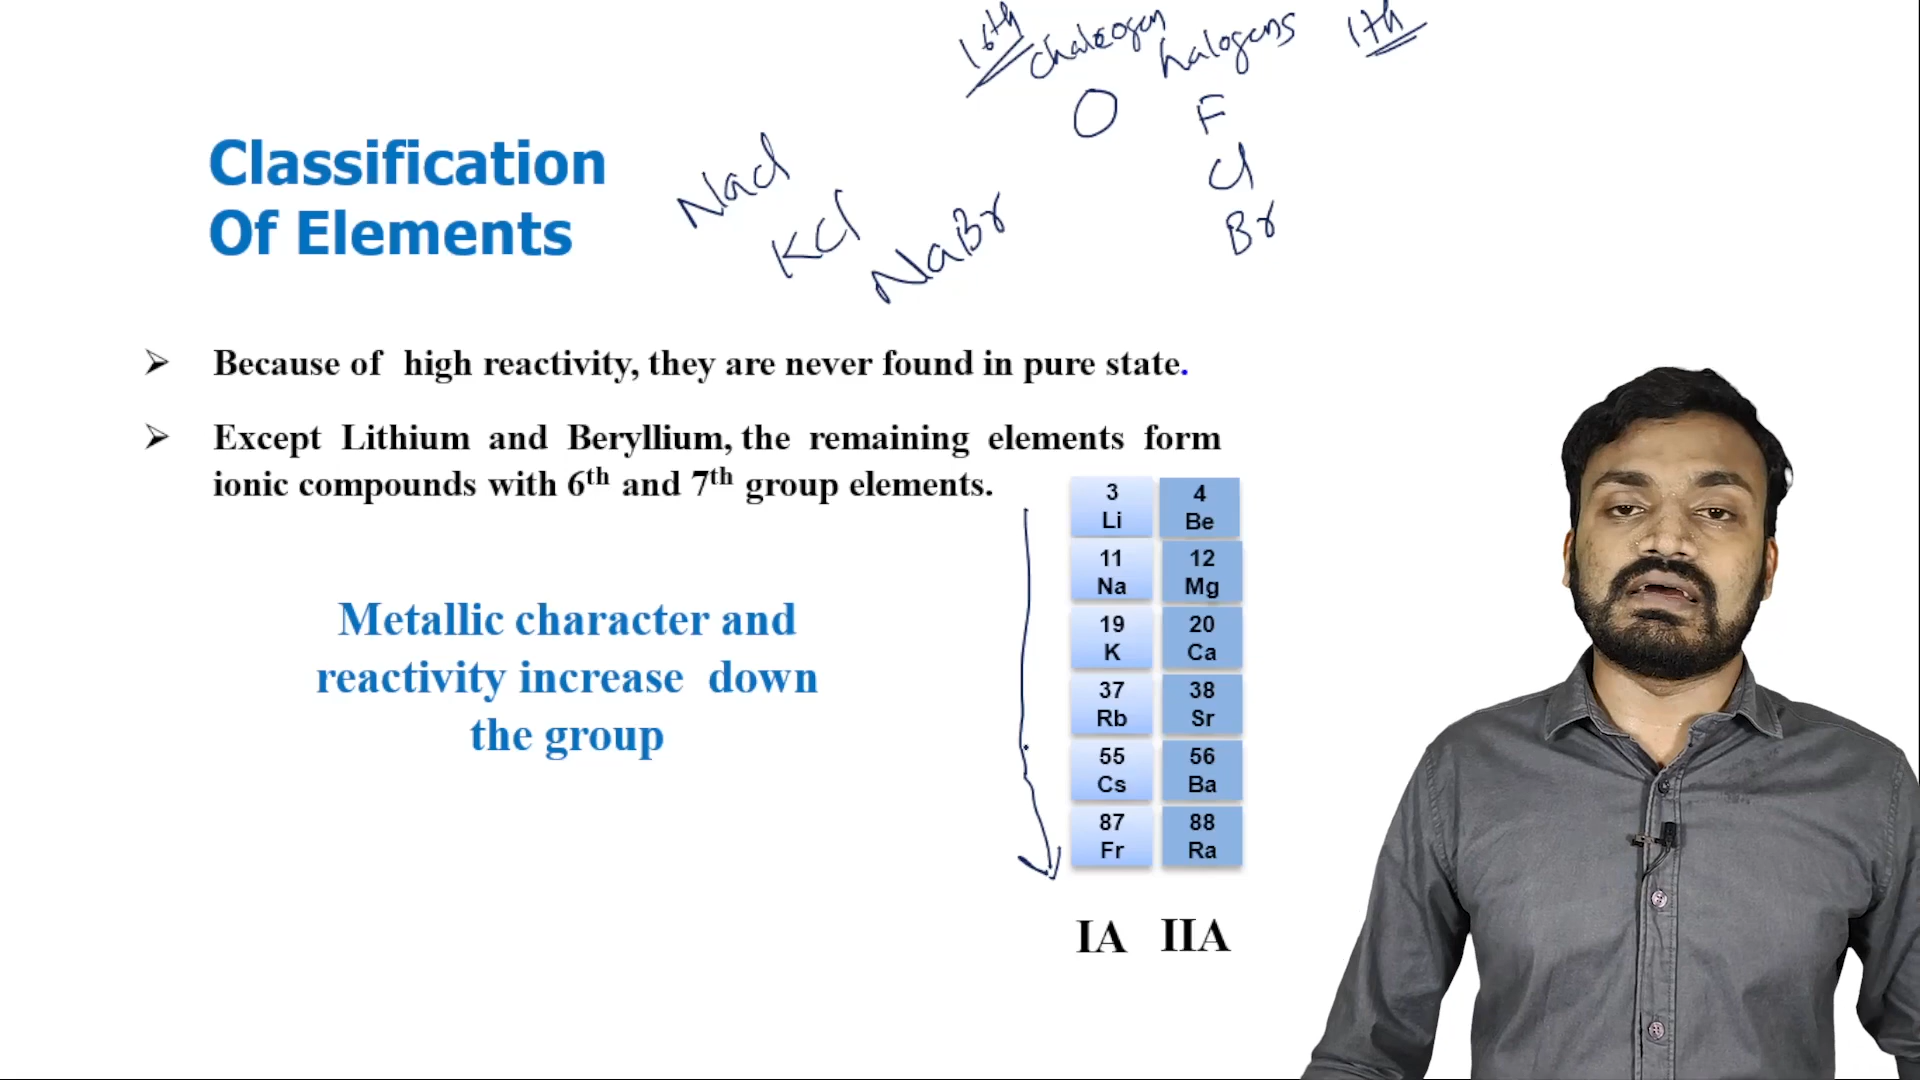 16th chalcogen halogens 17th
O F
Cl
Br
NaCl
KCl
NaBr
Classification
Of Elements
➢ Because of high reactivity, they are never found in pure state.
➢ Except Lithium and Beryllium, the remaining elements form
ionic compounds with 6th and 7th group elements.
Metallic character and
reactivity increase down
the group
3 4
Li Be
11 12
Na Mg
19 20
K Ca
37 38
Rb Sr
55 56
Cs Ba
87 88
Fr Ra
IA IIA